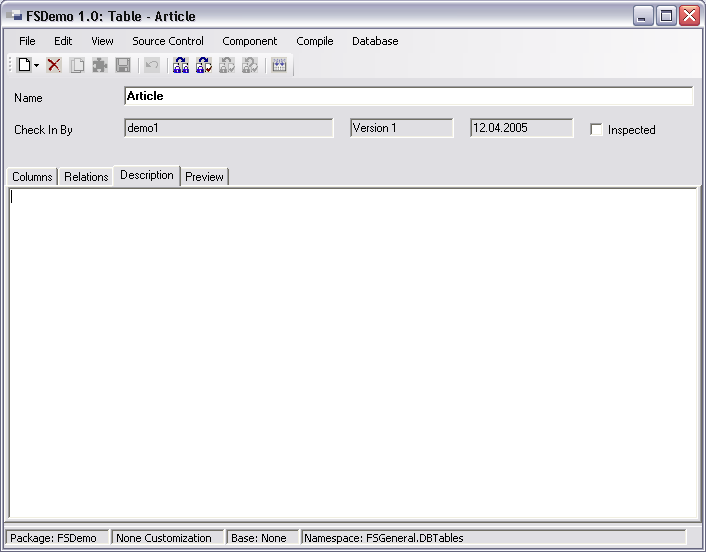 FSDemo 1.0: Table - Article
File Edit View Source Control Component Compile Database
Name Article
Check In By demo1 Version 1 12.04.2005 Inspected
Columns Relations Description Preview
Package: FSDemo None Customization Base: None Namespace: FSGeneral.DBTables